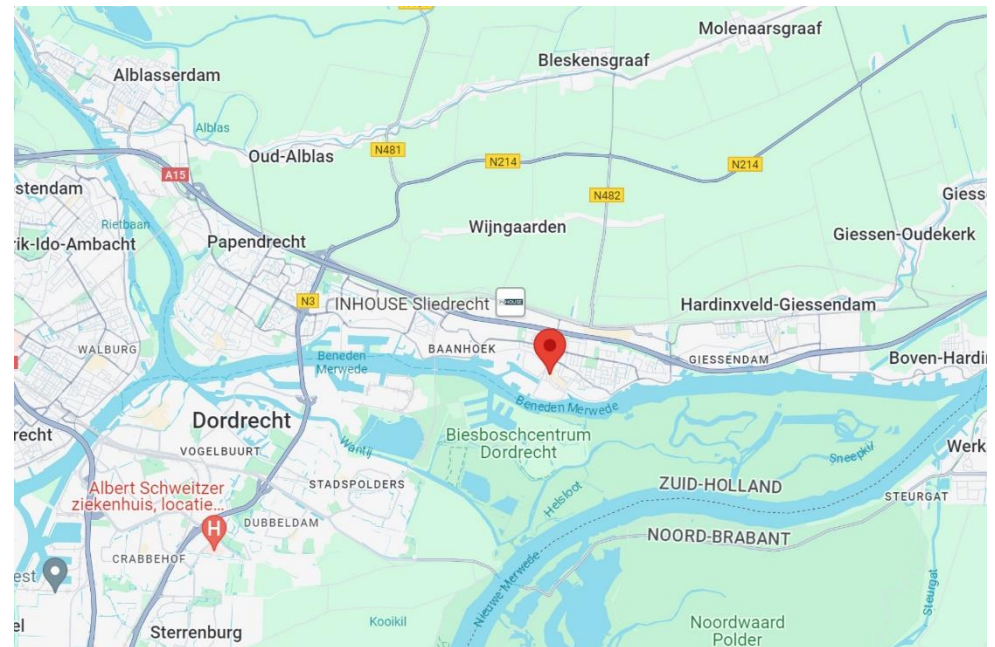 Molenaarsgraaf
Bleskensgraaf
Alblasserdam
Alblas
Oud-Alblas
N481
N214
N214
A15
stendam
N482
Giess
Rietbaan
Wijngaarden
rik-Ido-Ambacht
Papendrecht
Giessen-Oudekerk
N3
INHOUSE Sliedrecht
INHOUSE
Hardinxveld-Giessendam
WALBURG
Beneden
Merwede
BAANHOEK
GIESSENDAM
Boven-Hardi
Beneden Merwede
Dordrecht
recht
VOGELBUURT
Wantij
Biesboschcentrum
Dordrecht
Sneepkil
Werk
Albert Schweitzer
ziekenhuis, locatie...
STADSPOLDERS
Helsloot
ZUID-HOLLAND
STEURGAT
H
DUBBELDAM
NOORD-BRABANT
CRABBEHOF
est
Nieuwe Merwede
Steurgat
el
Sterrenburg
Kooikil
Noordwaard
Polder